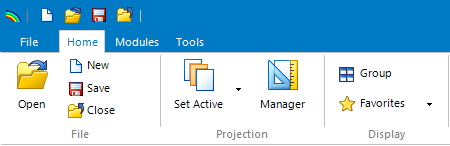 File Home Modules Tools
New
Save
Close
Open
Set Active
Manager
Group
Favorites
File Projection Display